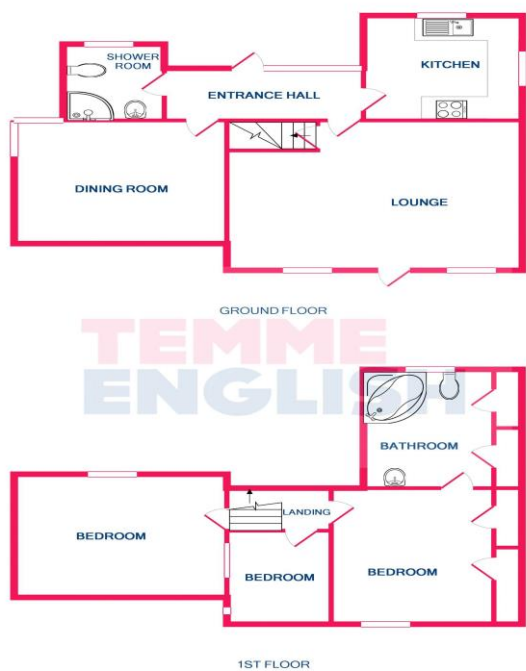 SHOWER
ROOM
KITCHEN
ENTRANCE HALL
DINING ROOM
LOUNGE
GROUND FLOOR
TEMME
ENGLISH
BATHROOM
LANDING
BEDROOM
BEDROOM
BEDROOM
1ST FLOOR